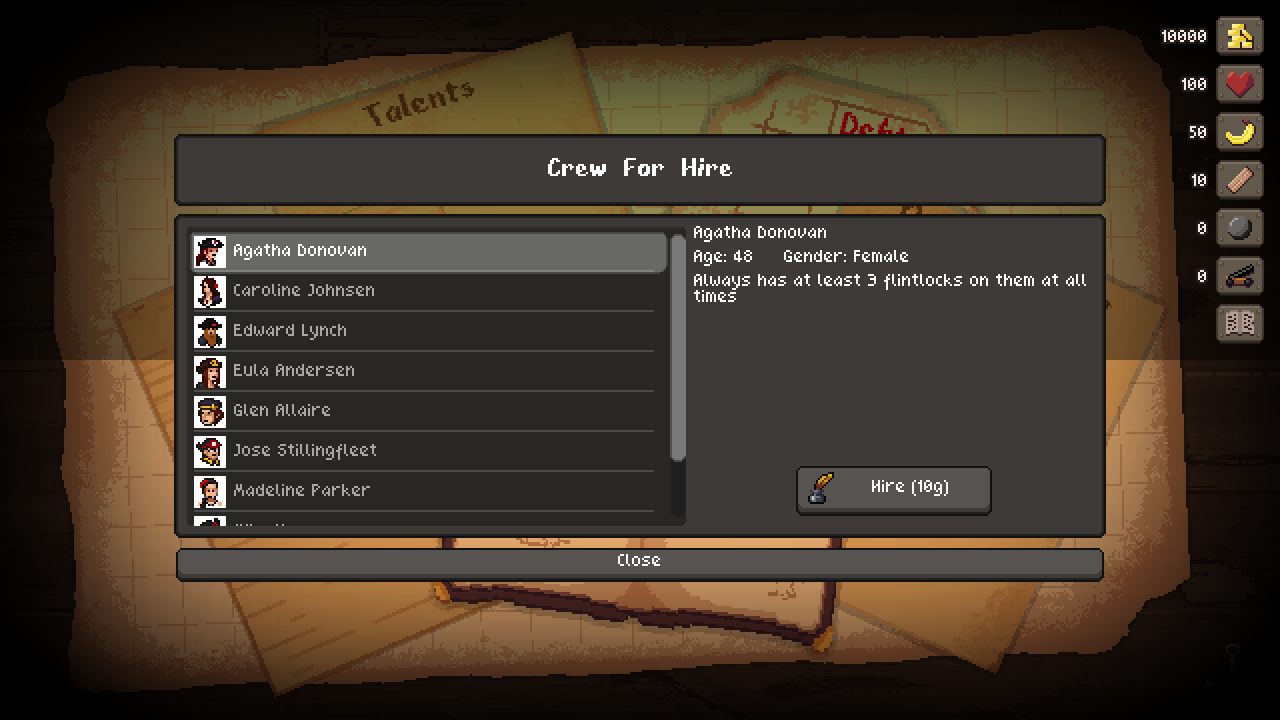 Talents
10000
100
50
10
0
0
Crew For Hire
Agatha Donovan
Caroline Johnsen
Edward Lynch
Eula Andersen
Glen Allaire
Jose Stillingfleet
Madeline Parker
Agatha Donovan
Age: 48 Gender: Female
Always has at least 3 flintlocks on them at all
times
Hire (10g)
Close